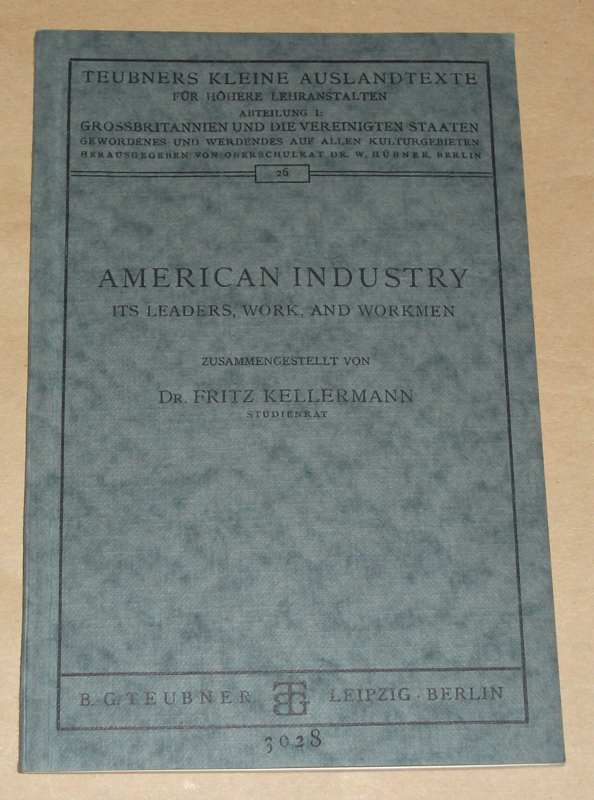 TEUBNERS KLEINE AUSLANDTEXTE
FÜR HÖHERE LEHRANSTALTEN
ABTEILUNG I:
GROSSBRITANNIEN UND DIE VEREINIGTEN STAATEN
GEWORDENES UND WERDENDES AUF ALLEN KULTURGEBIETEN
HERAUSGEGEBEN VON OBERSCHULRAT DR. W. HÜBNER, BERLIN
26
AMERICAN INDUSTRY
ITS LEADERS, WORK, AND WORKMEN
ZUSAMMENGESTELLT VON
DR. FRITZ KELLERMANN
STUDIENRAT
B. G. TEUBNER BGT LEIPZIG · BERLIN
3028